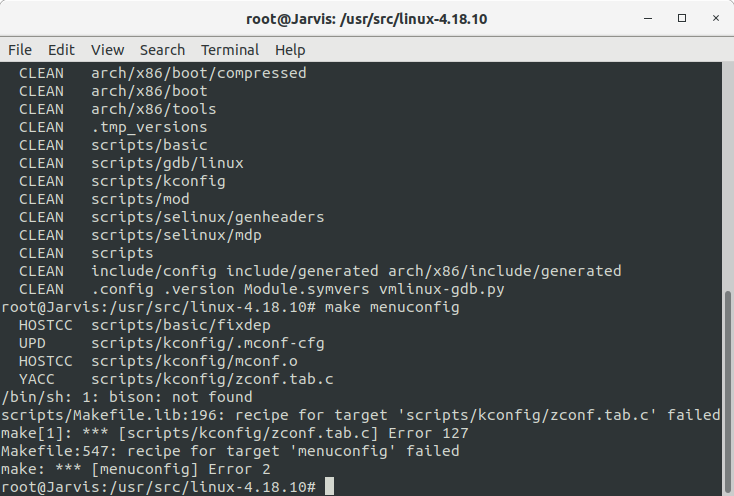 root@Jarvis: /usr/src/linux-4.18.10
File Edit View Search Terminal Help
CLEAN arch/x86/boot/compressed
CLEAN arch/x86/boot
CLEAN arch/x86/tools
CLEAN .tmp_versions
CLEAN scripts/basic
CLEAN scripts/gdb/linux
CLEAN scripts/kconfig
CLEAN scripts/mod
CLEAN scripts/selinux/genheaders
CLEAN scripts/selinux/mdp
CLEAN scripts
CLEAN include/config include/generated arch/x86/include/generated
CLEAN .config .version Module.symvers vmlinux-gdb.py
root@Jarvis:/usr/src/linux-4.18.10# make menuconfig
HOSTCC scripts/basic/fixdep
UPD scripts/kconfig/.mconf-cfg
HOSTCC scripts/kconfig/mconf.o
YACC scripts/kconfig/zconf.tab.c
/bin/sh: 1: bison: not found
scripts/Makefile.lib:196: recipe for target 'scripts/kconfig/zconf.tab.c' failed
make[1]: *** [scripts/kconfig/zconf.tab.c] Error 127
Makefile:547: recipe for target 'menuconfig' failed
make: *** [menuconfig] Error 2
root@Jarvis:/usr/src/linux-4.18.10#